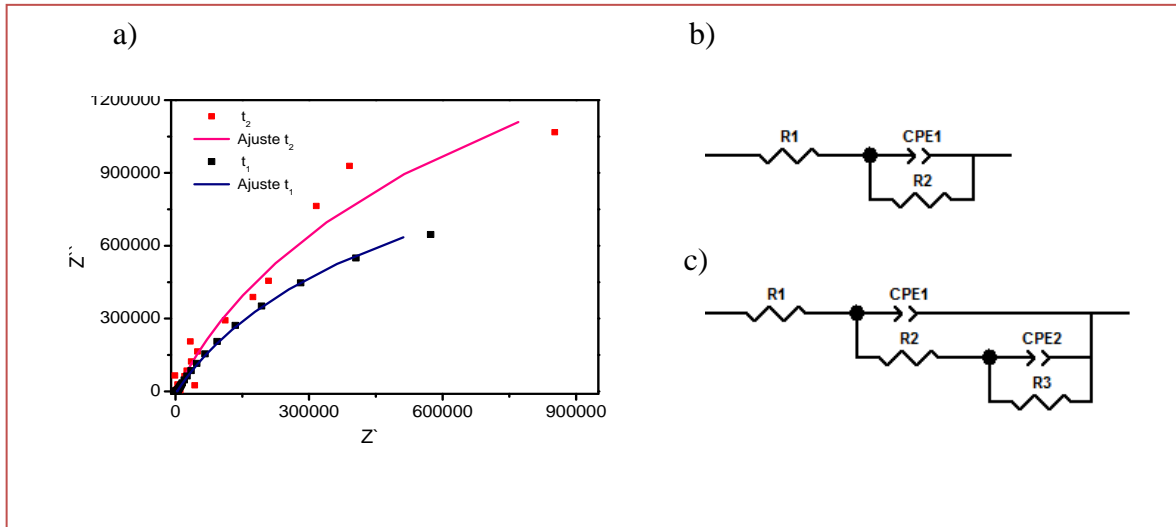 a)
b)
1200000
900000
600000
300000
0
0
300000
600000
900000
Z``
Z`
t₂
Ajuste t₂
t₁
Ajuste t₁
R1
CPE1
R2
c)
R1
CPE1
R2
CPE2
R3